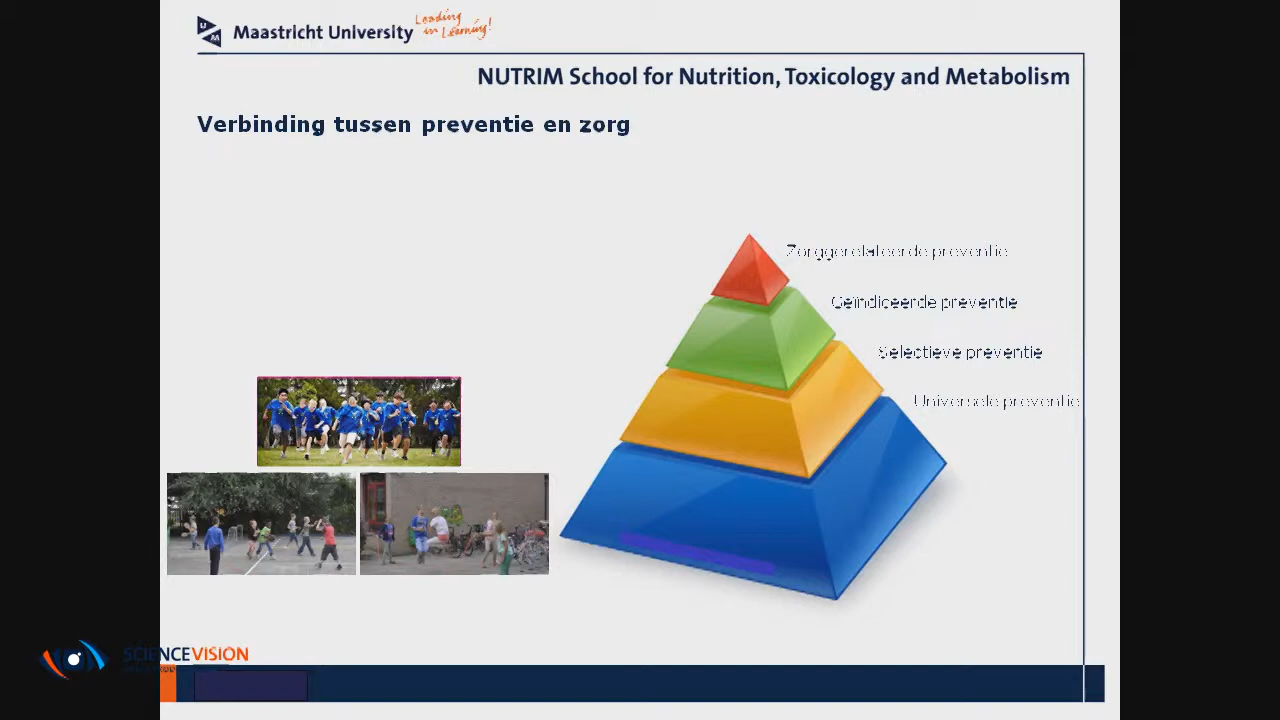 Maastricht University
Leading
in Learning!
NUTRIM School for Nutrition, Toxicology and Metabolism
Verbinding tussen preventie en zorg
Zorggerelateerde preventie
Geïndiceerde preventie
Selectieve preventie
Universele preventie
SCIENCEVISION